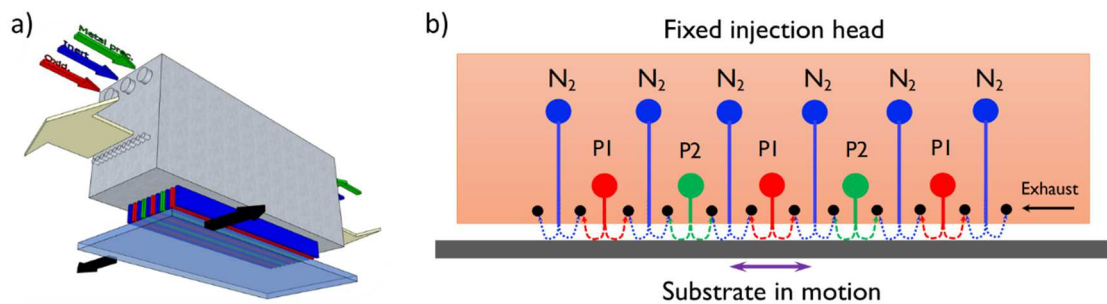 a)
Metal prec.
Inert
Oxid.
b)
Fixed injection head
N2 N2 N2 N2 N2 N2
P1 P2 P1 P2 P1
Exhaust
Substrate in motion